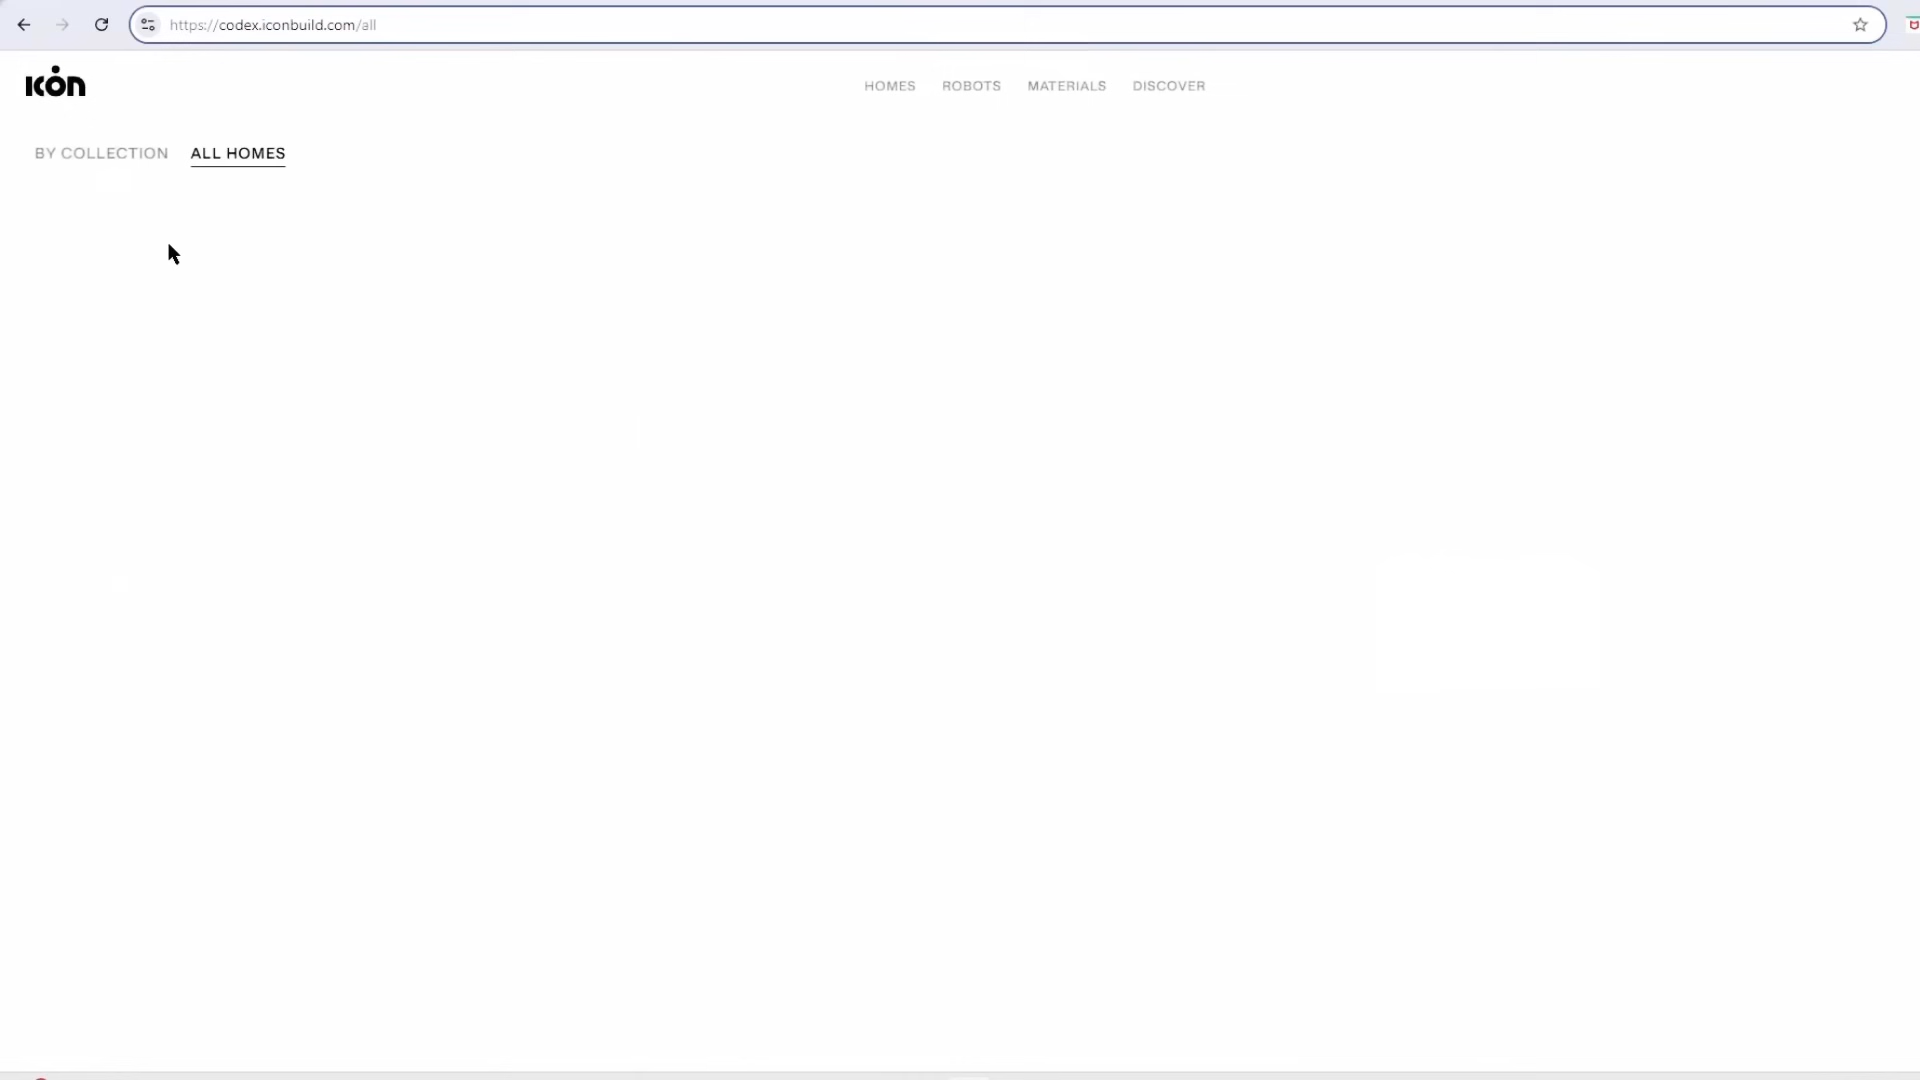 https://codex.iconbuild.com/all
ICON
HOMES ROBOTS MATERIALS DISCOVER
BY COLLECTION ALL HOMES